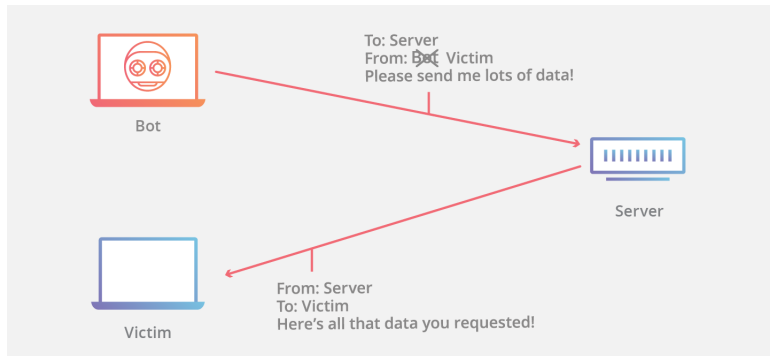 To: Server
From: Bot Victim
Please send me lots of data!
Bot
Server
From: Server
To: Victim
Here's all that data you requested!
Victim